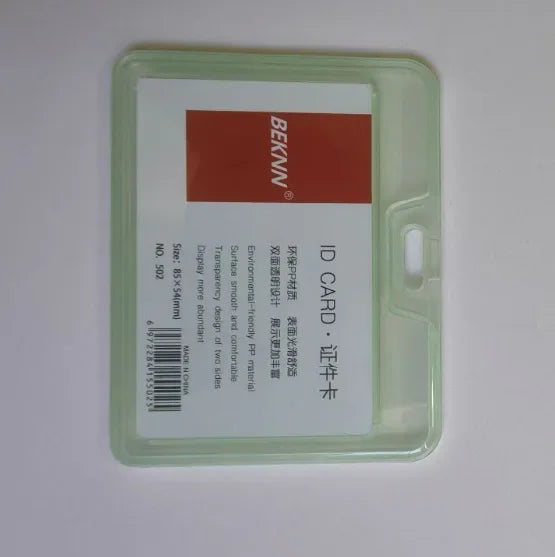 BEKNN®
ID CARD · 证件卡
环保PP材质 表面光滑舒适
双面透明设计 展示更加丰富
Environmental-friendly PP material
Surface smooth and comfortable
Transparency design of two sides
Display more abundant
Size: 85×54(mm)
NO. 502
MADE IN CHINA
6972284155025